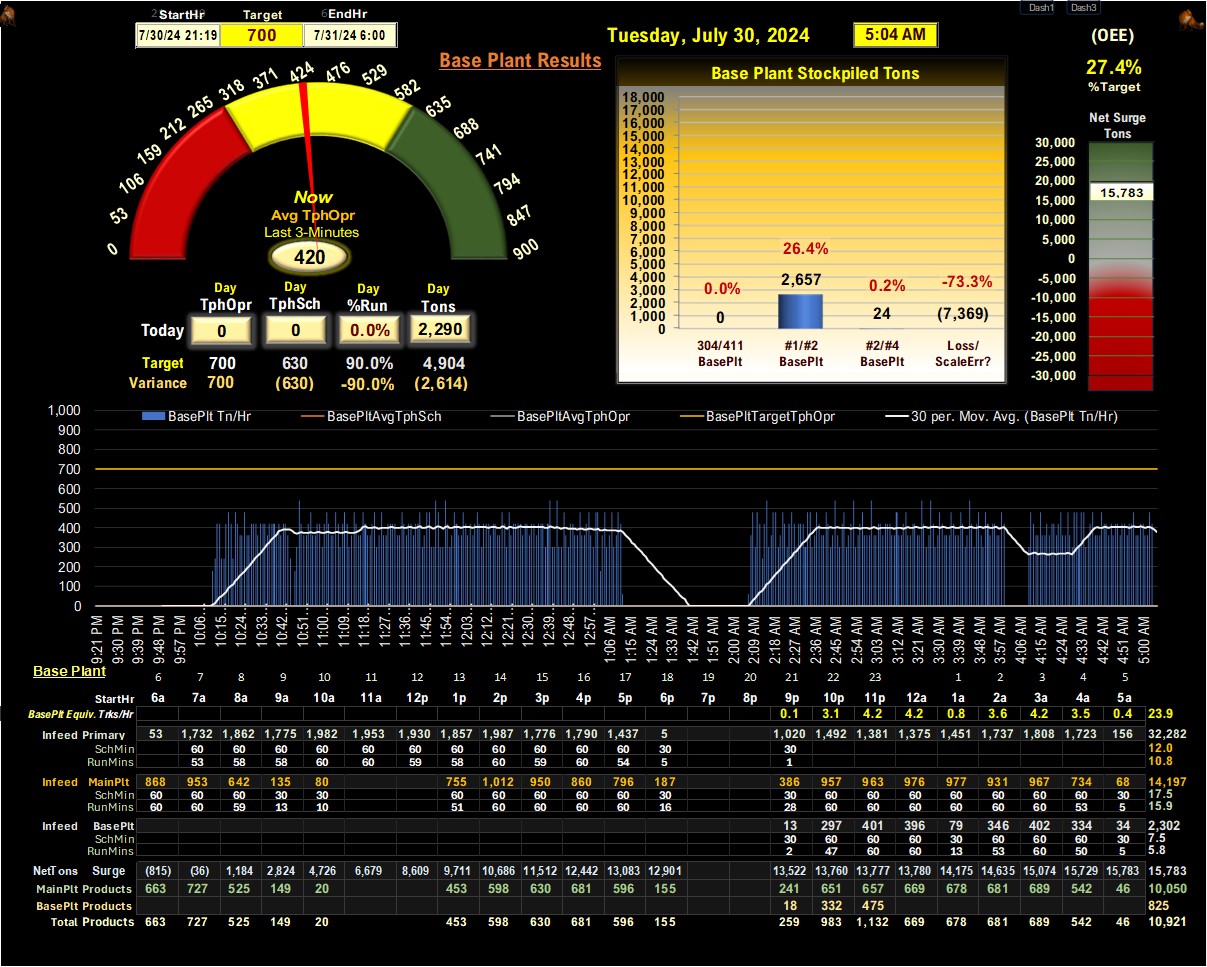 StartHr Target EndHr Dash1 Dash3
7/30/24 21:19 700 7/31/24 6:00
Tuesday, July 30, 2024 5:04 AM (OEE)
Base Plant Results
27.4%
%Target
0 53 106 159 212 265 318 371 424 476 529 582 635 688 741 794 847 900
Now
Avg TphOpr
Last 3-Minutes
420
Day Day Day Day
TphOpr TphSch %Run Tons
Today 0 0 0.0% 2,290
Target 700 630 90.0% 4,904
Variance 700 (630) -90.0% (2,614)
Base Plant Stockpiled Tons
18,000
17,000
16,000
15,000
14,000
13,000
12,000
11,000
10,000
9,000
8,000
7,000
6,000
5,000
4,000
3,000
2,000
1,000
0
0.0% 26.4% 0.2% -73.3%
0 2,657 24 (7,369)
304/411 #1/#2 #2/#4 Loss/
BasePlt BasePlt BasePlt ScaleErr?
Net Surge
Tons
30,000
25,000
20,000
15,783
15,000
10,000
5,000
0
-5,000
-10,000
-15,000
-20,000
-25,000
-30,000
BasePlt Tn/Hr BasePltAvgTphSch BasePltAvgTphOpr BasePltTargetTphOpr 30 per. Mov. Avg. (BasePlt Tn/Hr)
1,000
900
800
700
600
500
400
300
200
100
0
9:21 PM 9:30 PM 9:39 PM 9:48 PM 9:57 PM 10:06… 10:15… 10:24… 10:33… 10:42… 10:51… 11:00… 11:09… 11:18… 11:27… 11:36… 11:45… 11:54… 12:03… 12:12… 12:21… 12:30… 12:39… 12:48… 12:57… 1:06 AM 1:15 AM 1:24 AM 1:33 AM 1:42 AM 1:51 AM 2:00 AM 2:09 AM 2:18 AM 2:27 AM 2:36 AM 2:45 AM 2:54 AM 3:03 AM 3:12 AM 3:21 AM 3:30 AM 3:39 AM 3:48 AM 3:57 AM 4:06 AM 4:15 AM 4:24 AM 4:33 AM 4:42 AM 4:51 AM 5:00 AM
Base Plant
6 7 8 9 10 11 12 13 14 15 16 17 18 19 20 21 22 23 1 2 3 4 5
StartHr 6a 7a 8a 9a 10a 11a 12p 1p 2p 3p 4p 5p 6p 7p 8p 9p 10p 11p 12a 1a 2a 3a 4a 5a
BasePlt Equiv. Trks/Hr 0.1 3.1 4.2 4.2 0.8 3.6 4.2 3.5 0.4 23.9
Infeed Primary 53 1,732 1,862 1,775 1,982 1,953 1,930 1,857 1,987 1,776 1,790 1,437 5 1,020 1,492 1,381 1,375 1,451 1,737 1,808 1,723 156 32,282
SchMin 60 60 60 60 60 60 60 60 60 60 60 30 30 12.0
RunMins 53 58 58 60 60 59 58 60 59 60 54 5 1 10.8
Infeed MainPlt 868 953 642 135 80 755 1,012 950 860 796 187 386 957 963 976 977 931 967 734 68 14,197
SchMin 60 60 60 30 30 60 60 60 60 60 30 30 60 60 60 60 60 60 60 30 17.5
RunMins 60 60 59 13 10 51 60 60 60 60 16 28 60 60 60 60 60 60 53 5 15.9
Infeed BasePlt 13 297 401 396 79 346 402 334 34 2,302
SchMin 30 60 60 60 30 60 60 60 30 7.5
RunMins 2 47 60 60 13 53 60 50 5 5.8
NetTons Surge (815) (36) 1,184 2,824 4,726 6,679 8,609 9,711 10,686 11,512 12,442 13,083 12,901 13,522 13,760 13,777 13,780 14,175 14,635 15,074 15,729 15,783 15,783
MainPlt Products 663 727 525 149 20 453 598 630 681 596 155 241 651 657 669 678 681 689 542 46 10,050
BasePlt Products 18 332 475 825
Total Products 663 727 525 149 20 453 598 630 681 596 155 259 983 1,132 669 678 681 689 542 46 10,921